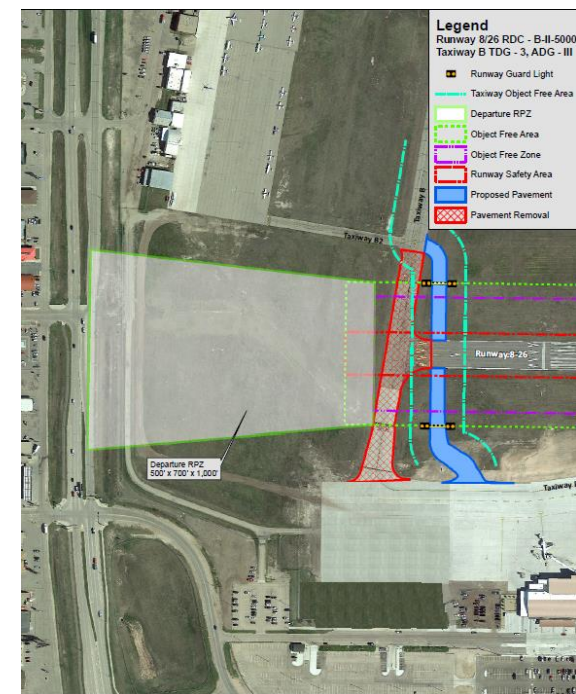 Legend
Runway 8/26 RDC - B-II-5000
Taxiway B TDG - 3, ADG - III
Runway Guard Light
Taxiway Object Free Area
Departure RPZ
Object Free Area
Object Free Zone
Runway Safety Area
Proposed Pavement
Pavement Removal
Taxiway B
Taxiway B2
Runway 8-26
Departure RPZ
500' x 700' x 1,000'